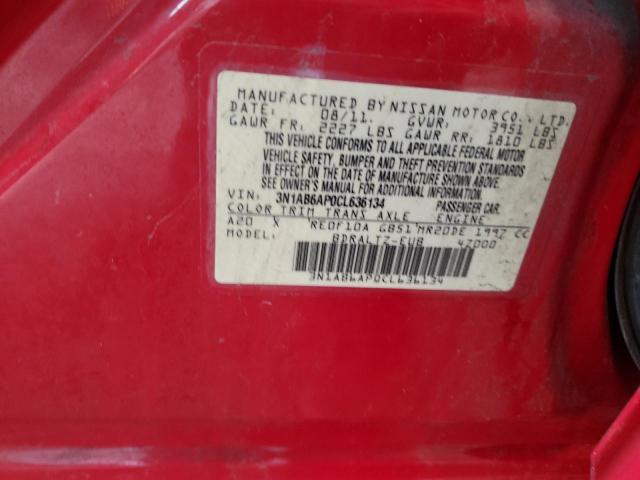 MANUFACTURED BY NISSAN MOTOR CO., LTD.
DATE: 08/11. GVWR: 3951 LBS
GAWR FR: 2227 LBS GAWR RR: 1810 LBS
THIS VEHICLE CONFORMS TO ALL APPLICABLE FEDERAL MOTOR
VEHICLE SAFETY, BUMPER AND THEFT PREVENTION STANDARDS
IN EFFECT ON THE DATE OF MANUFACTURE SHOWN ABOVE.
SEE OWNER'S MANUAL FOR ADDITIONAL INFORMATION.
VIN: 3N1AB6AP0CL636134 PASSENGER CAR
COLOR TRIM TRANS AXLE ENGINE
A20 X RE0F10A GB51 MR20DE 1997 CC
BDRALTZ-EUB 47000
3N1AB6AP0CL636134